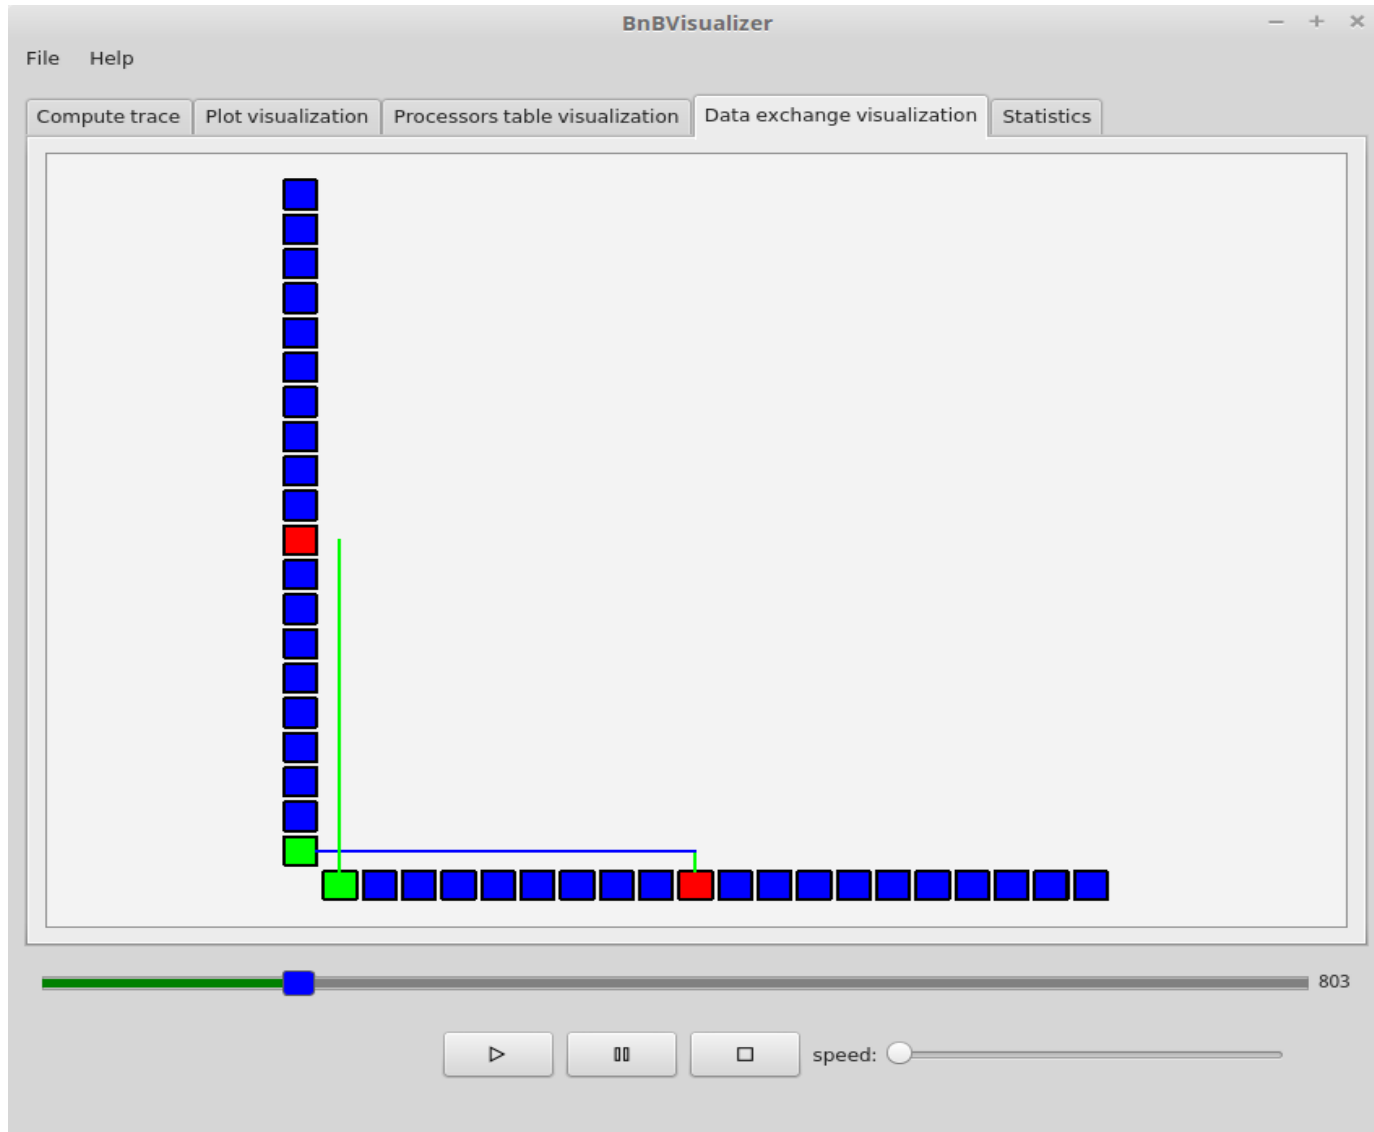 BnBVisualizer
File Help
Compute trace Plot visualization Processors table visualization Data exchange visualization Statistics
803
speed: